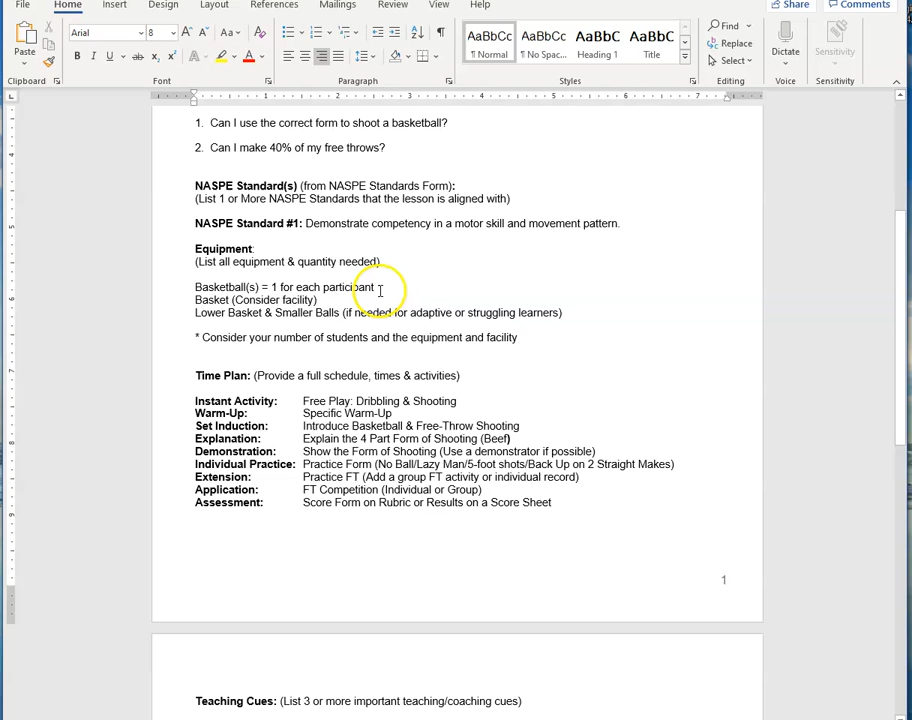 File Home Insert Design Layout References Mailings Review View Help Share Comments
Paste Arial 8 AaBbCc AaBbCc AaBbCc AaBbCc Find Replace Select Dictate Sensitivity
¶ Normal ¶ No Spac... Heading 1 Title
Clipboard Font Paragraph Styles Editing Voice Sensitivity
1 2 3 4 5 6 7
1. Can I use the correct form to shoot a basketball?
2. Can I make 40% of my free throws?
NASPE Standard(s) (from NASPE Standards Form):
(List 1 or More NASPE Standards that the lesson is aligned with)
NASPE Standard #1: Demonstrate competency in a motor skill and movement pattern.
Equipment:
(List all equipment & quantity needed)
Basketball(s) = 1 for each participant
Basket (Consider facility)
Lower Basket & Smaller Balls (if needed for adaptive or struggling learners)
* Consider your number of students and the equipment and facility
Time Plan: (Provide a full schedule, times & activities)
Instant Activity: Free Play: Dribbling & Shooting
Warm-Up: Specific Warm-Up
Set Induction: Introduce Basketball & Free-Throw Shooting
Explanation: Explain the 4 Part Form of Shooting (Beef)
Demonstration: Show the Form of Shooting (Use a demonstrator if possible)
Individual Practice: Practice Form (No Ball/Lazy Man/5-foot shots/Back Up on 2 Straight Makes)
Extension: Practice FT (Add a group FT activity or individual record)
Application: FT Competition (Individual or Group)
Assessment: Score Form on Rubric or Results on a Score Sheet
1
Teaching Cues: (List 3 or more important teaching/coaching cues)